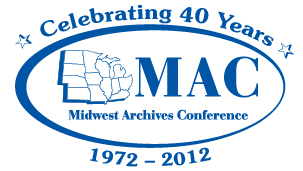 Celebrating 40 Years
MAC
Midwest Archives Conference
1972 – 2012